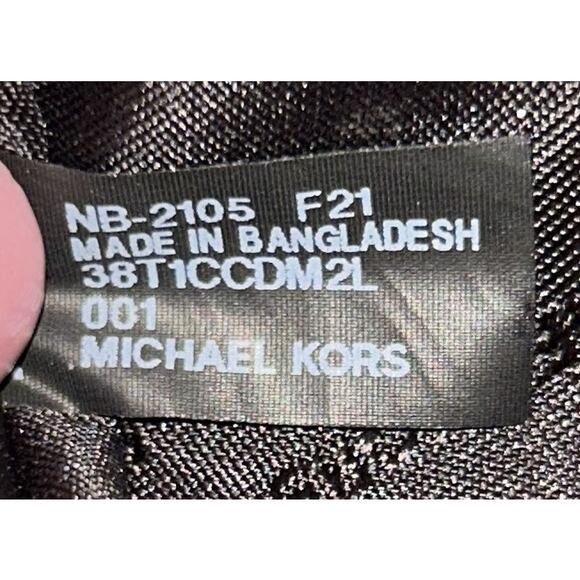 NB-2105 F21
MADE IN BANGLADESH
38T1CCDM2L
001
MICHAEL KORS